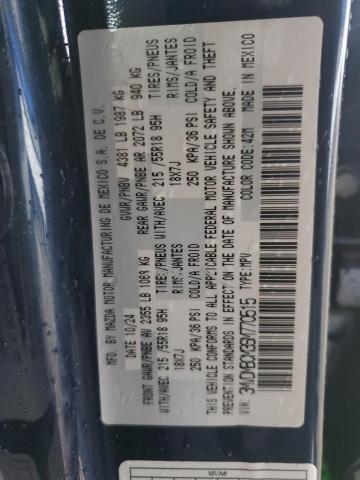 MFD. BY MAZDA MOTOR MANUFACTURING DE MEXICO S.A. DE C.V.
DATE 10/24 GVWR/PNBV 4381 LB 1987 KG
FRONT GAWR/PNBE AV 2355 LB 1069 KG REAR GAWR/PNBE AR 2072 LB 940 KG
WITH/AVEC 215/55R18 95H TIRES/PNEUS WITH/AVEC 215/55R18 95H TIRES/PNEUS
18X7J RIMS/JANTES 18X7J RIMS/JANTES
250 KPA/36 PSI COLD/A FROID 250 KPA/36 PSI COLD/A FROID
THIS VEHICLE CONFORMS TO ALL APPLICABLE FEDERAL MOTOR VEHICLE SAFETY AND THEFT
PREVENTION STANDARDS IN EFFECT ON THE DATE OF MANUFACTURE SHOWN ABOVE.
VIN: TYPE: MPV COLOR CODE: 42M MADE IN MEXICO
MVA#